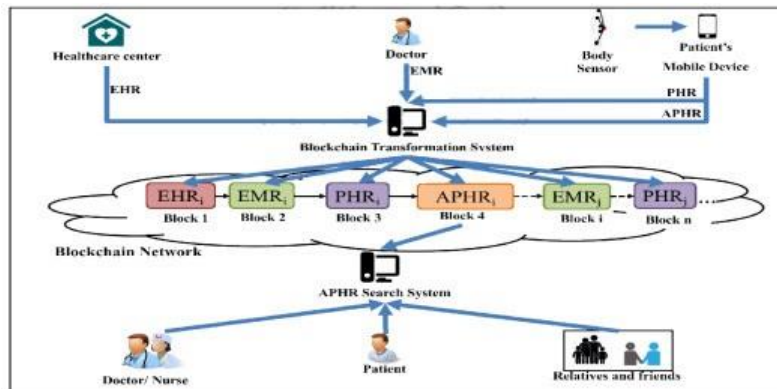 Healthcare center
Doctor
Body
Sensor
Patient's
Mobile Device
EHR
EMR
PHR
APHR
Blockchain Transformation System
EHRi
EMRi
PHRi
APHRi
EMRj
PHRj
...
Block 1
Block 2
Block 3
Block 4
Block i
Block n
Blockchain Network
APHR Search System
Doctor/ Nurse
Patient
Relatives and friends